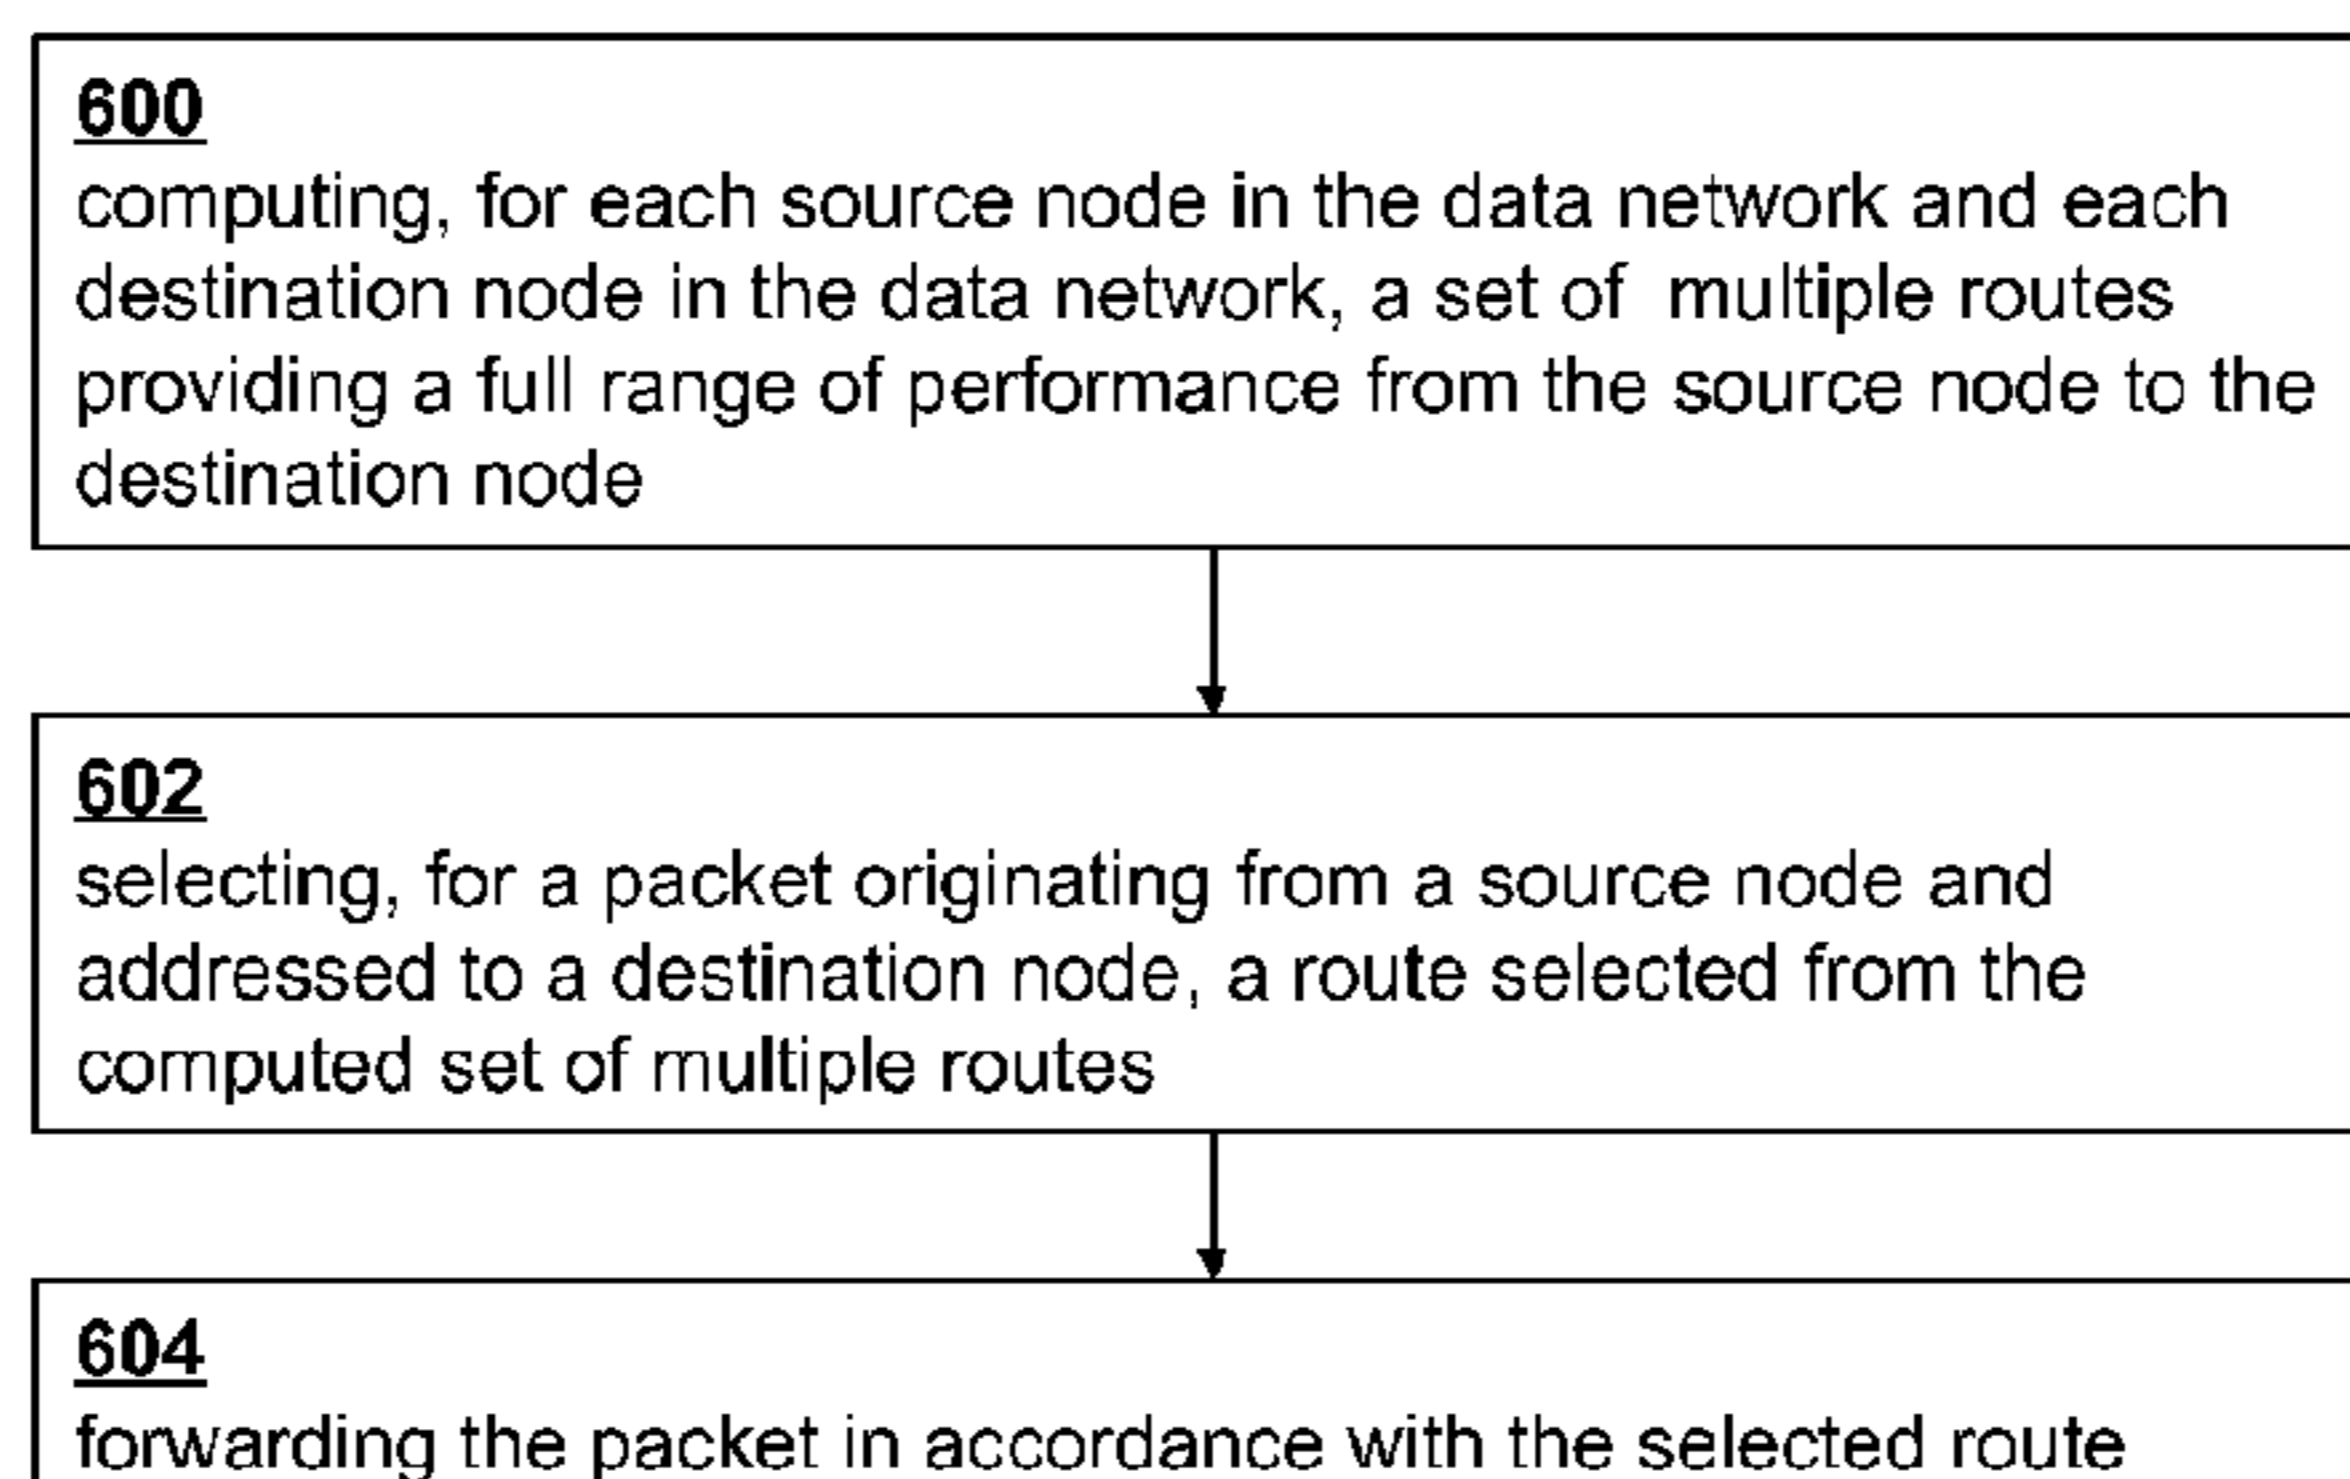 600
computing, for each source node in the data network and each
destination node in the data network, a set of multiple routes
providing a full range of performance from the source node to the
destination node
602
selecting, for a packet originating from a source node and
addressed to a destination node, a route selected from the
computed set of multiple routes
604
forwarding the packet in accordance with the selected route